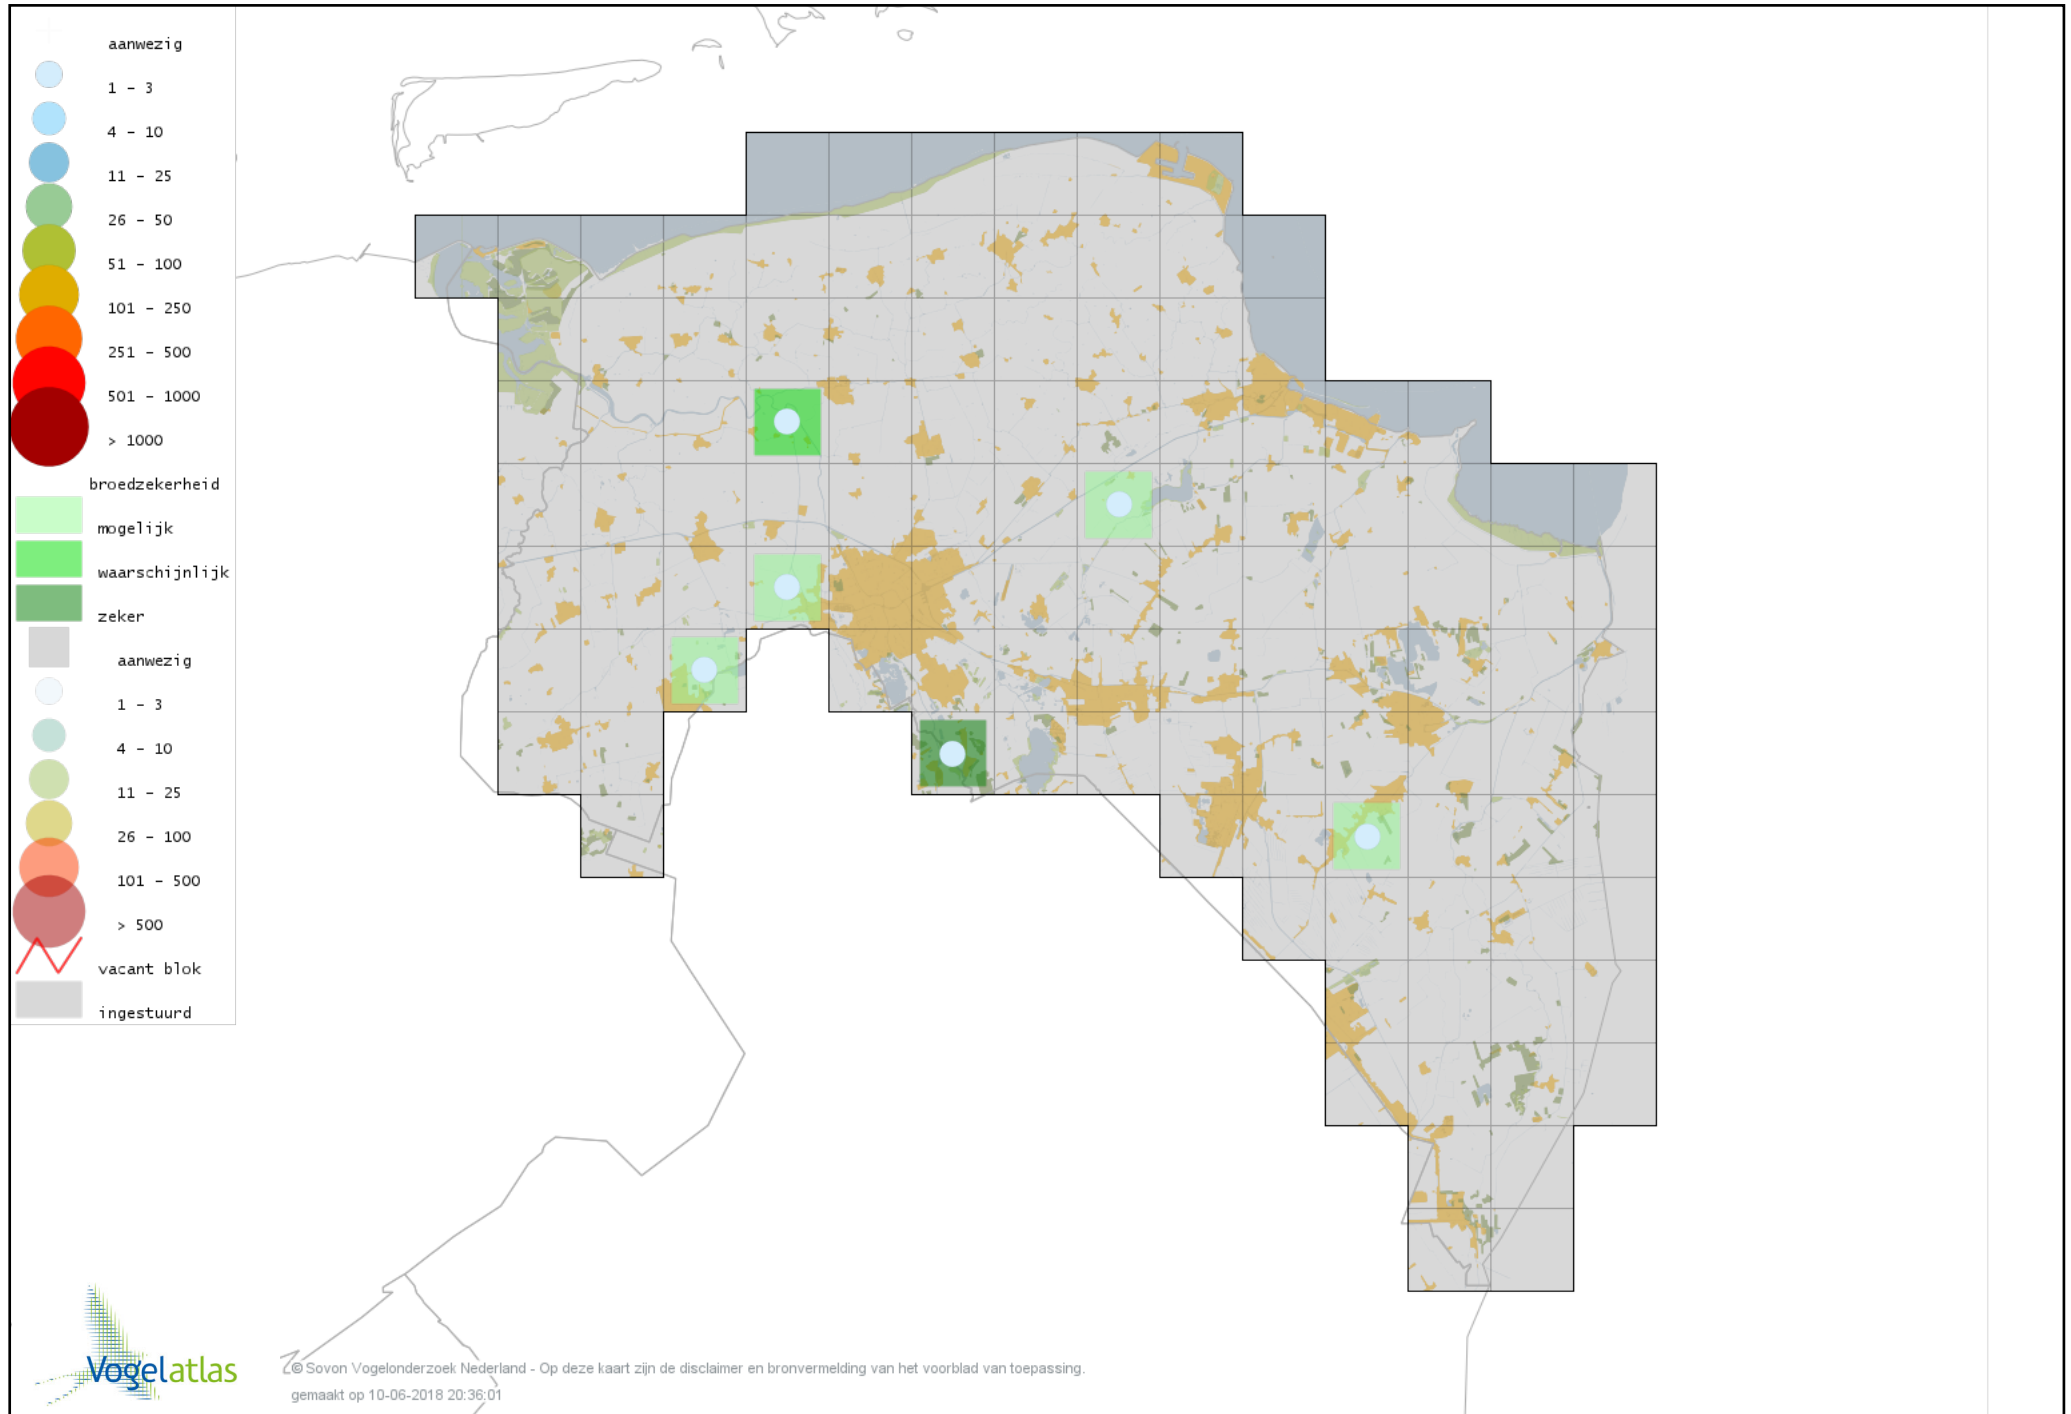 aanwezig
1 - 3
4 - 10
11 - 25
26 - 50
51 - 100
101 - 250
251 - 500
501 - 1000
> 1000
broedzekerheid
mogelijk
waarschijnlijk
zeker
aanwezig
1 - 3
4 - 10
11 - 25
26 - 100
101 - 500
> 500
vacant blok
ingestuurd
Vogelatlas
© Sovon Vogelonderzoek Nederland - Op deze kaart zijn de disclaimer en bronvermelding van het voorblad van toepassing.
gemaakt op 10-06-2018 20:36:01